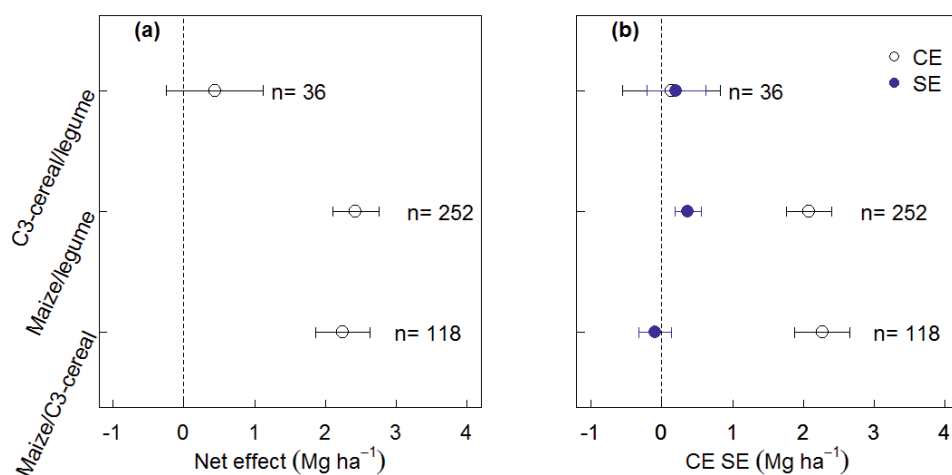 (a)
C3-cereal/legume
Maize/legume
Maize/C3-cereal
n= 36
n= 252
n= 118
-1 0 1 2 3 4
Net effect (Mg ha⁻¹)
(b)
CE
SE
n= 36
n= 252
n= 118
-1 0 1 2 3 4
CE SE (Mg ha⁻¹)